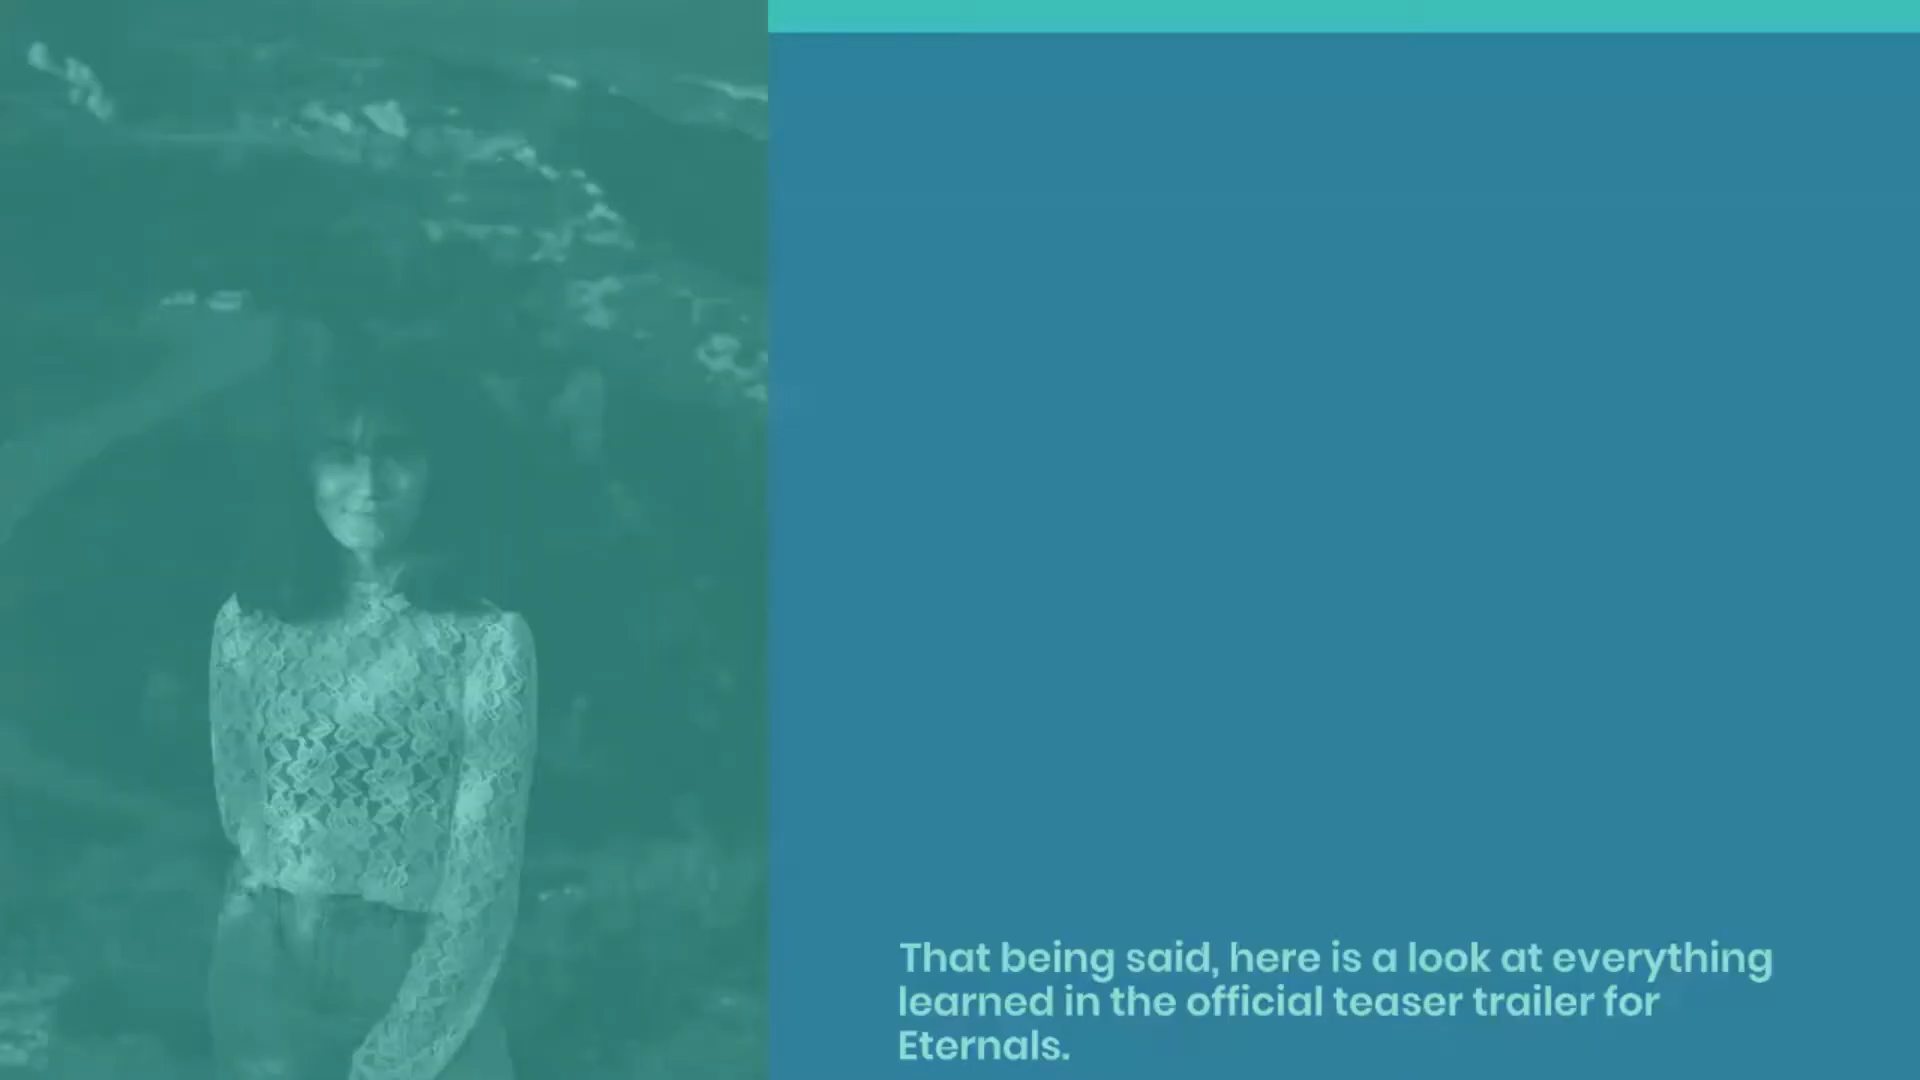 That being said, here is a look at everything
learned in the official teaser trailer for
Eternals.